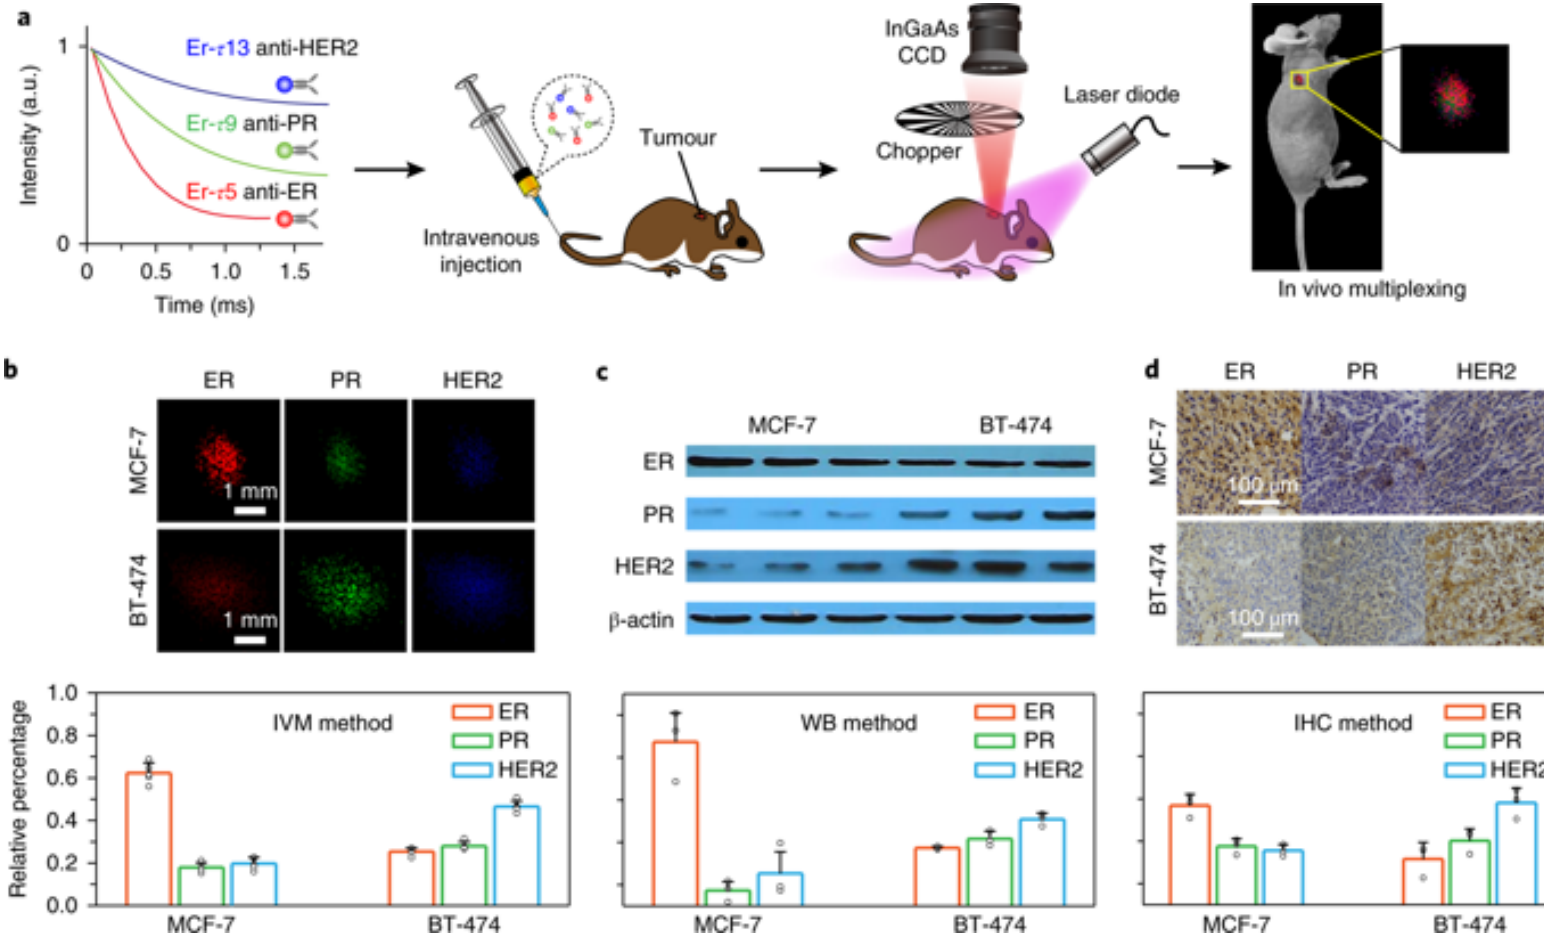 a
Intensity (a.u.)
1
0
0
0.5
1.0
1.5
Time (ms)
Er-τ13 anti-HER2
Er-τ9 anti-PR
Er-τ5 anti-ER
Intravenous
injection
Tumour
InGaAs
CCD
Chopper
Laser diode
In vivo multiplexing
b
ER
PR
HER2
MCF-7
1 mm
BT-474
1 mm
c
MCF-7
BT-474
ER
PR
HER2
β-actin
d
ER
PR
HER2
MCF-7
100 μm
BT-474
100 μm
Relative percentage
1.0
0.8
0.6
0.4
0.2
0.0
IVM method
ER
PR
HER2
MCF-7
BT-474
WB method
ER
PR
HER2
MCF-7
BT-474
IHC method
ER
PR
HER2
MCF-7
BT-474